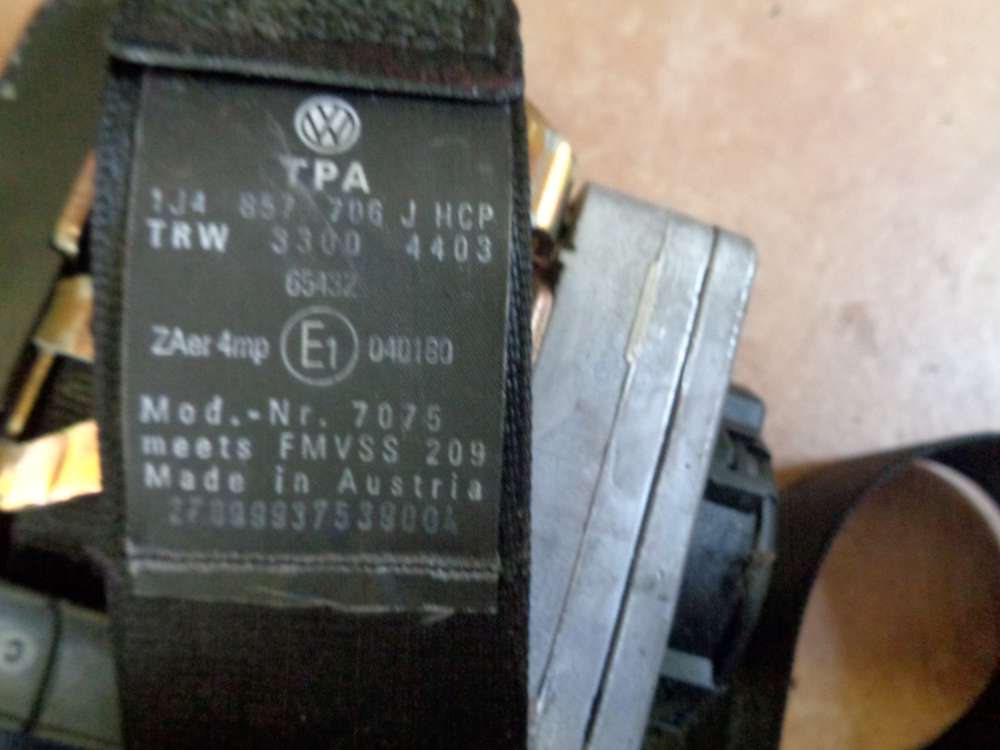 TPA
1J4 857 706 J HCP
TRW 3300 4403
65432
ZAer 4mp E1 040180
Mod.-Nr. 7075
meets FMVSS 209
Made in Austria